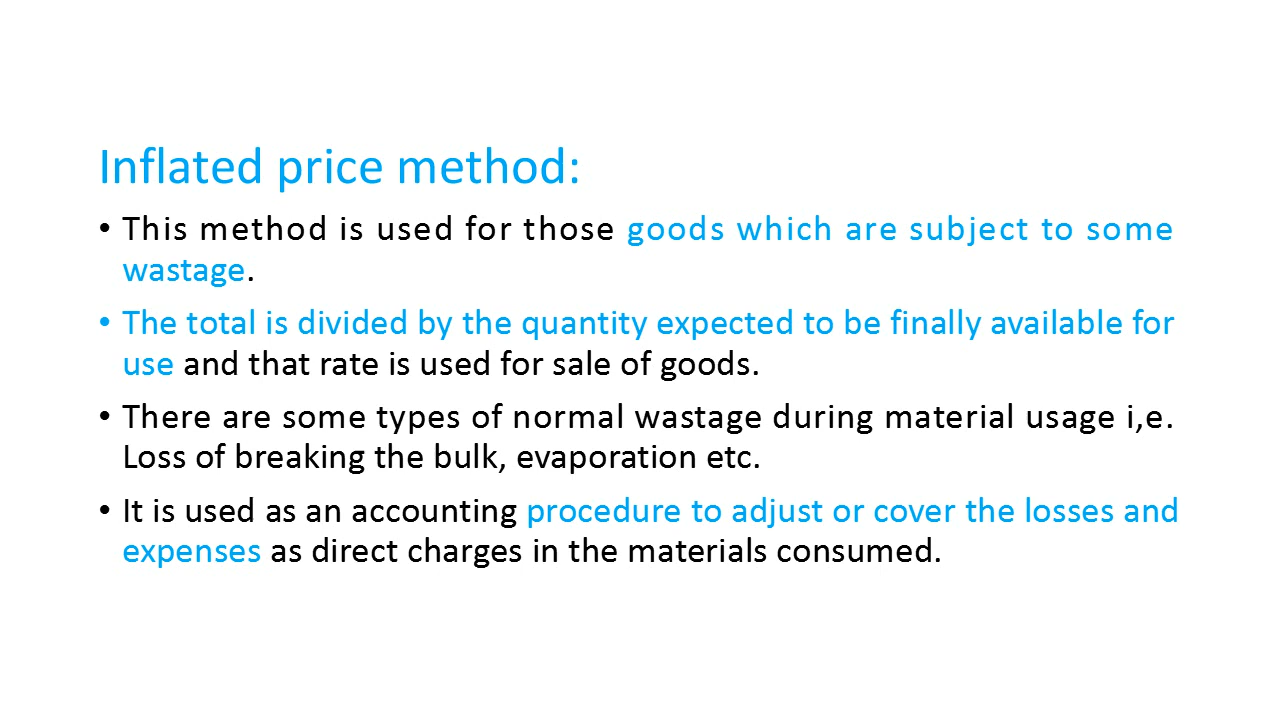 Inflated price method:
• This method is used for those goods which are subject to some
wastage.
• The total is divided by the quantity expected to be finally available for
use and that rate is used for sale of goods.
• There are some types of normal wastage during material usage i,e.
Loss of breaking the bulk, evaporation etc.
• It is used as an accounting procedure to adjust or cover the losses and
expenses as direct charges in the materials consumed.